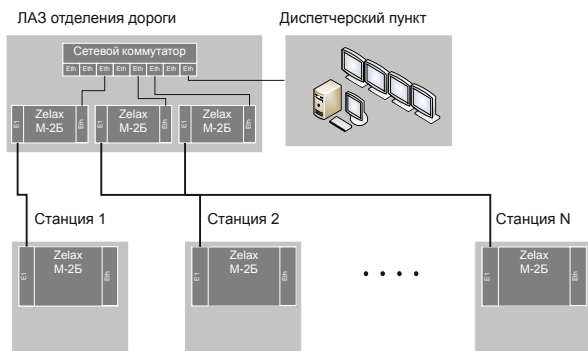 ЛАЗ отделения дороги
Диспетчерский пункт
Сетевой коммутатор
Eth Eth Eth Eth Eth Eth Eth Eth
E1 Zelax М-2Б Eth
E1 Zelax М-2Б Eth
E1 Zelax М-2Б Eth
Станция 1
Станция 2
Станция N
E1 Zelax М-2Б Eth
E1 Zelax М-2Б Eth
E1 Zelax М-2Б Eth